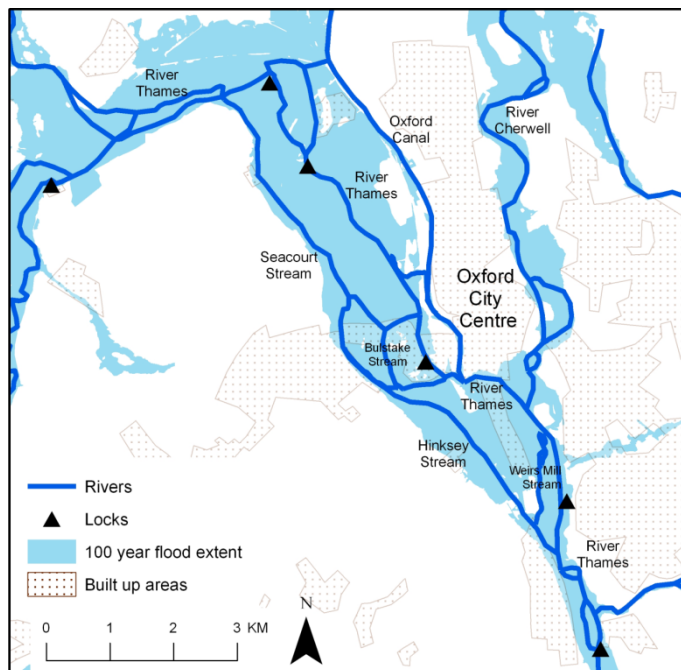 River
Thames
Oxford
Canal
River
Cherwell
River
Thames
Seacourt
Stream
Oxford
City
Centre
Bulstake
Stream
River
Thames
Hinksey
Stream
Weirs Mill
Stream
River
Thames
Rivers
Locks
100 year flood extent
Built up areas
N
0 1 2 3 KM